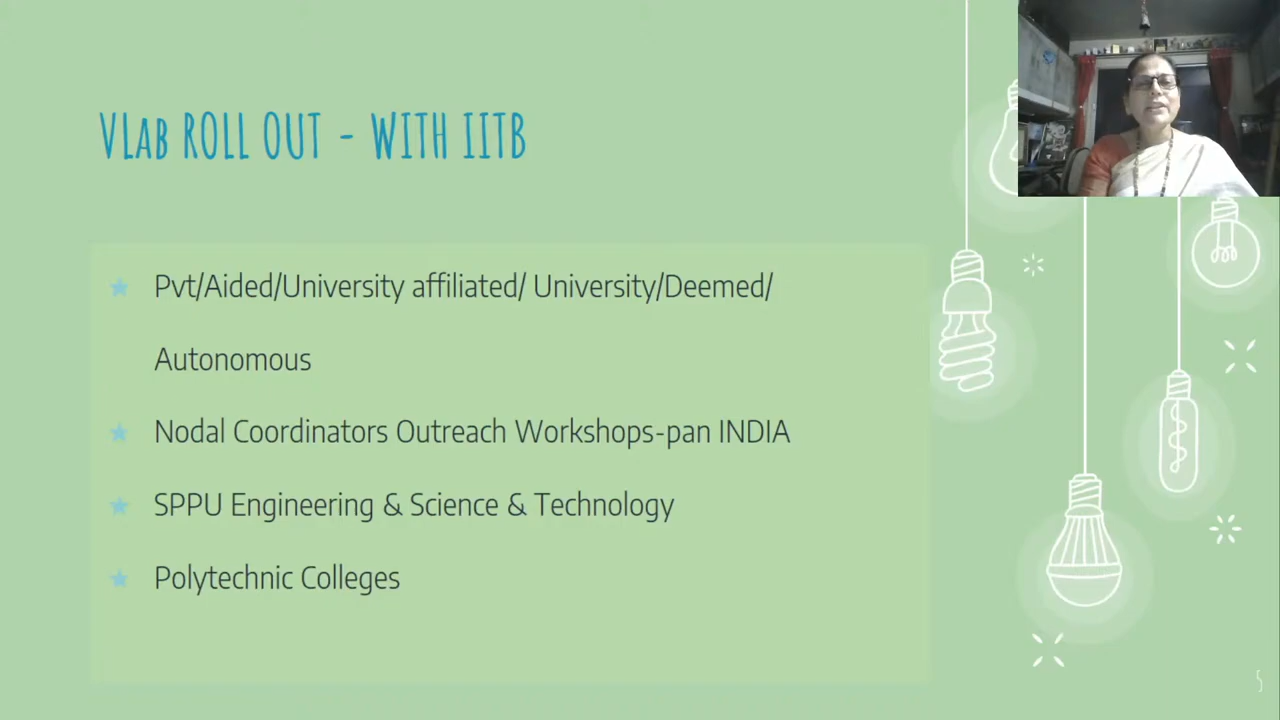 VLab ROLL OUT - WITH IITB
Pvt/Aided/University affiliated/ University/Deemed/
Autonomous
Nodal Coordinators Outreach Workshops-pan INDIA
SPPU Engineering & Science & Technology
Polytechnic Colleges
5